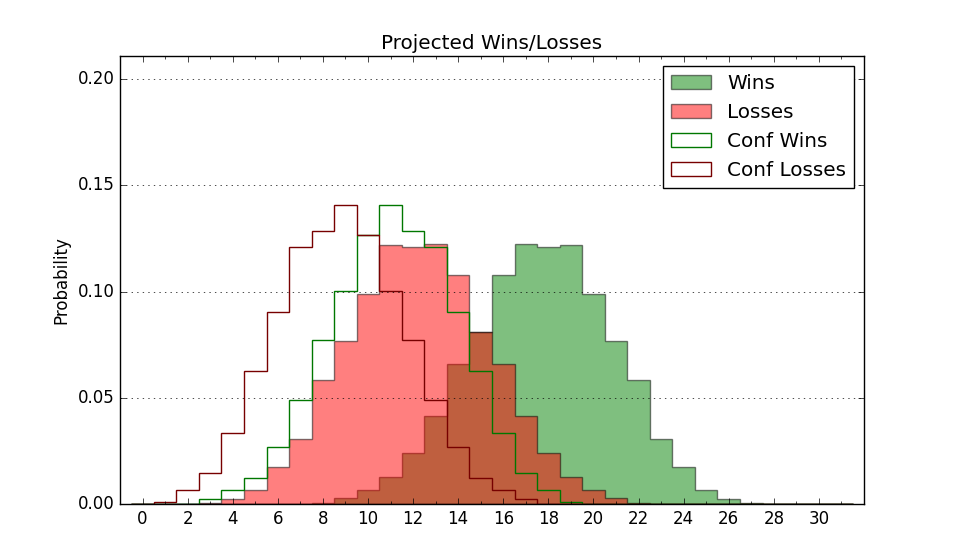 Projected Wins/Losses
Wins
Losses
Conf Wins
Conf Losses
Probability
0.20
0.15
0.10
0.05
0.00
0 2 4 6 8 10 12 14 16 18 20 22 24 26 28 30